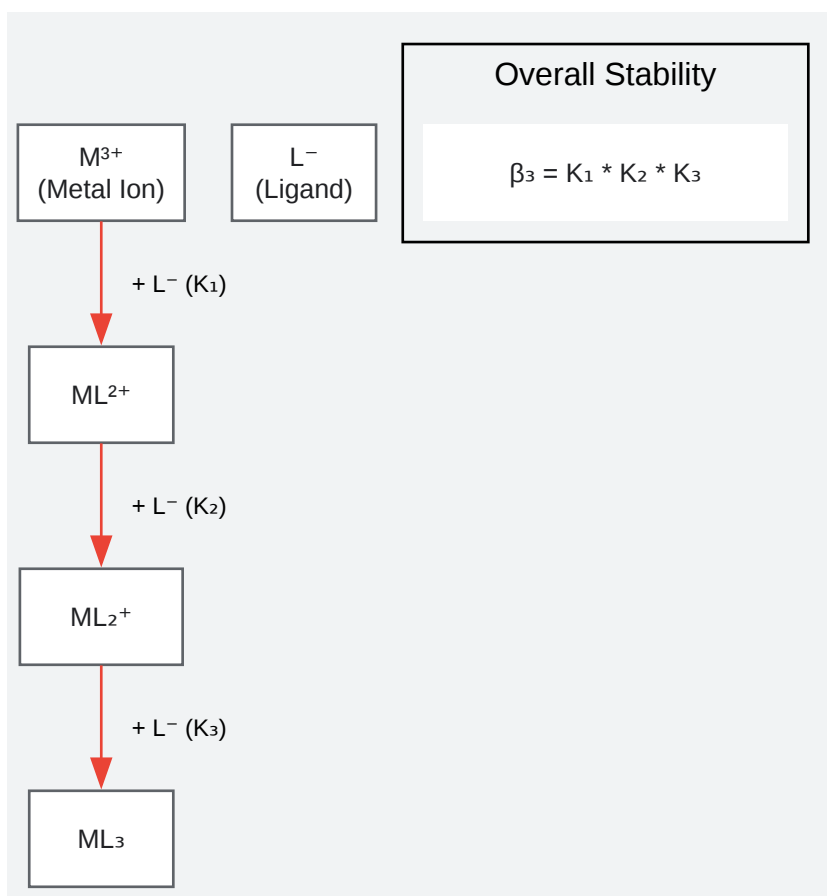 Overall Stability
M³⁺
(Metal Ion)
L⁻
(Ligand)
β₃ = K₁ * K₂ * K₃
+ L⁻ (K₁)
ML²⁺
+ L⁻ (K₂)
ML₂⁺
+ L⁻ (K₃)
ML₃